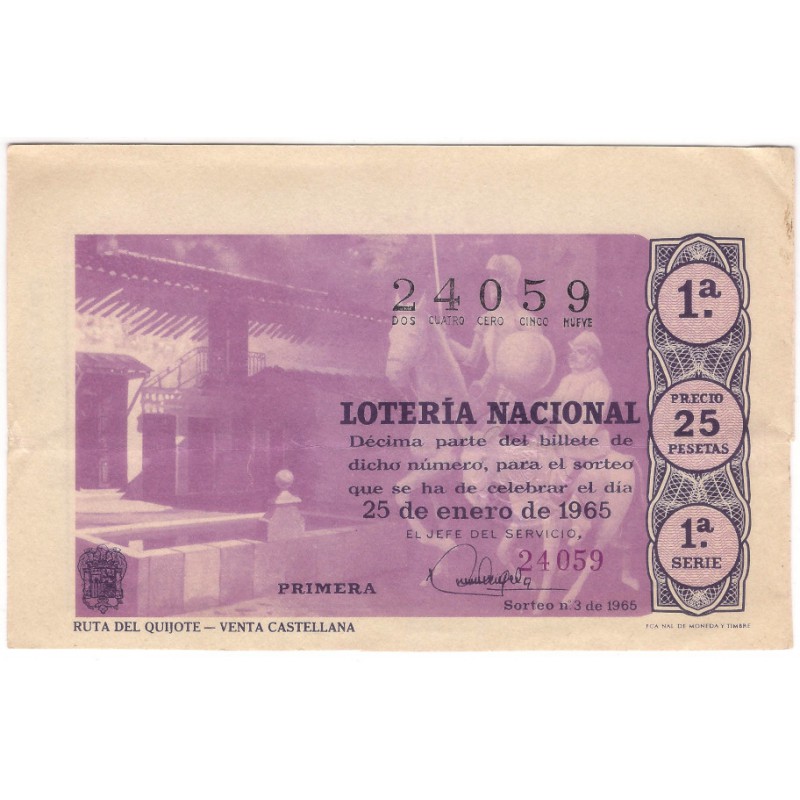 24059
DOS CUATRO CERO CINCO NUEVE
LOTERÍA NACIONAL
Décima parte del billete de
dicho número, para el sorteo
que se ha de celebrar el día
25 de enero de 1965
EL JEFE DEL SERVICIO,
24059
PRIMERA
Sorteo n.º 3 de 1965
1.ª
PRECIO
25
PESETAS
1.ª
SERIE
RUTA DEL QUIJOTE — VENTA CASTELLANA
FCA NAL DE MONEDA Y TIMBRE